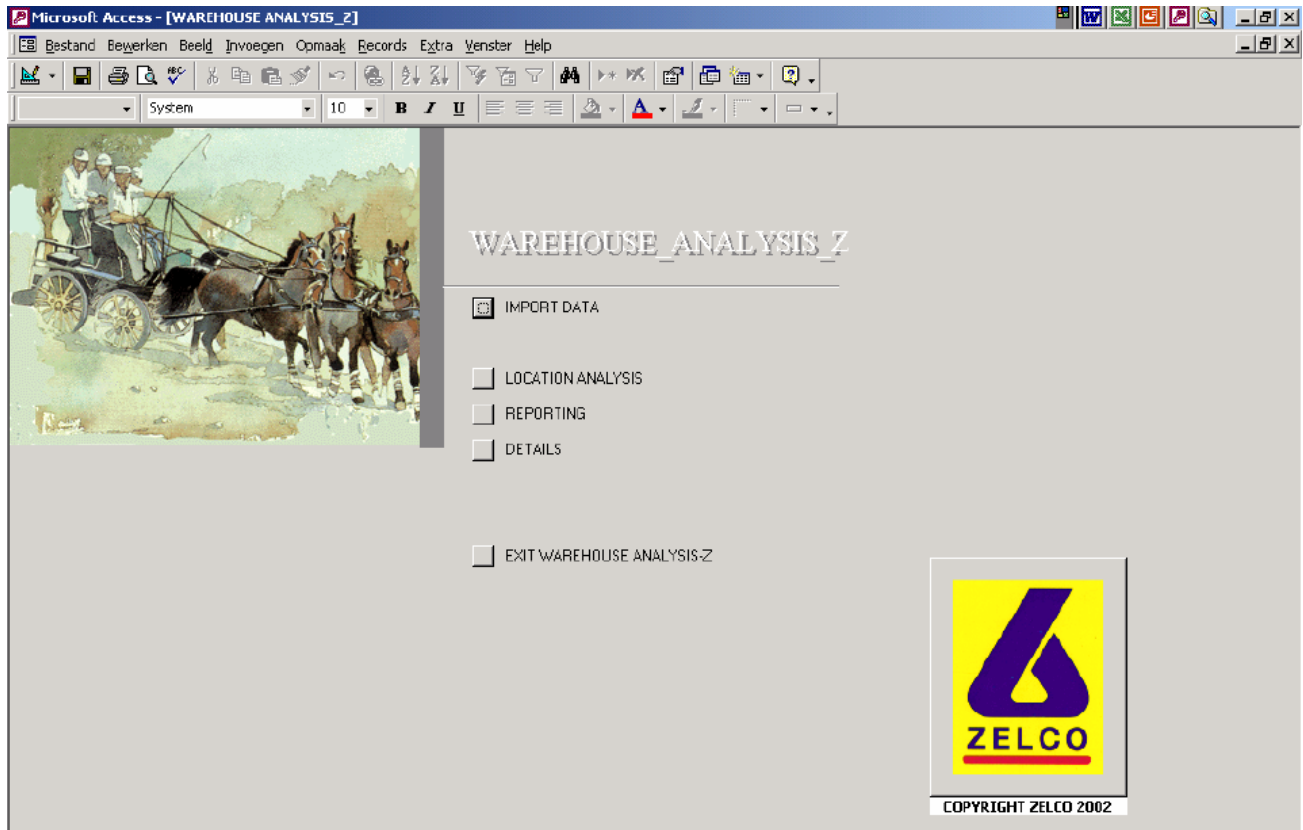 Microsoft Access - [WAREHOUSE ANALYSIS_Z]
Bestand Bewerken Beeld Invoegen Opmaak Records Extra Venster Help
System 10 B I U A
WAREHOUSE_ANALYSIS_Z
IMPORT DATA
LOCATION ANALYSIS
REPORTING
DETAILS
EXIT WAREHOUSE ANALYSIS-Z
ZELCO
COPYRIGHT ZELCO 2002